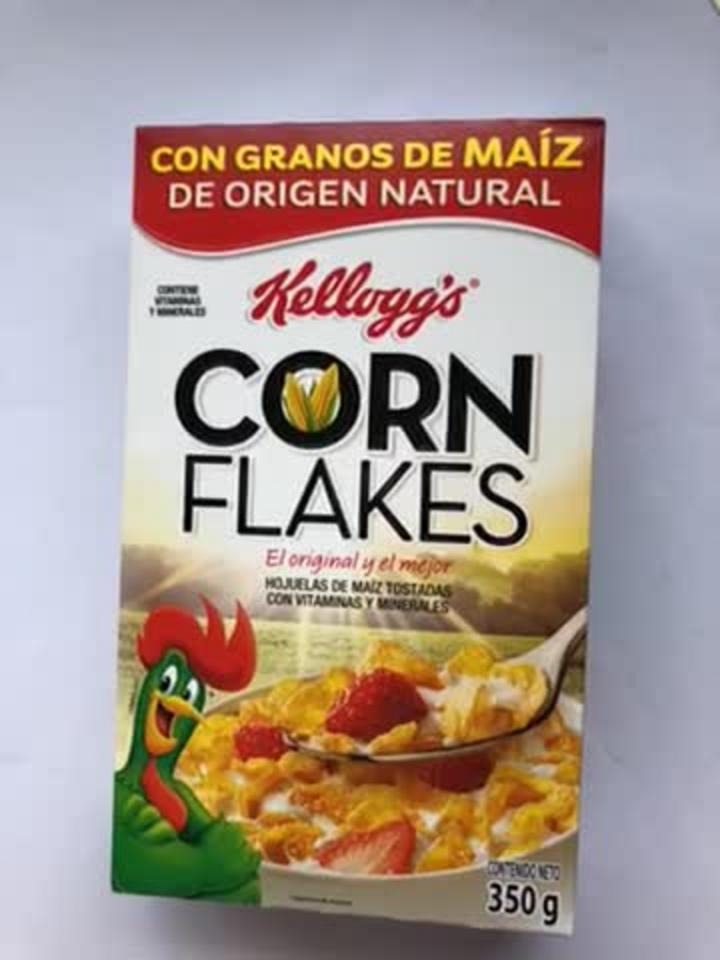 CON GRANOS DE MAÍZ
DE ORIGEN NATURAL
CONTIENE
VITAMINAS
Y MINERALES
Kellogg's®
CORN
FLAKES
El original y el mejor
HOJUELAS DE MAÍZ TOSTADAS
CON VITAMINAS Y MINERALES
CONTENIDO NETO
350 g